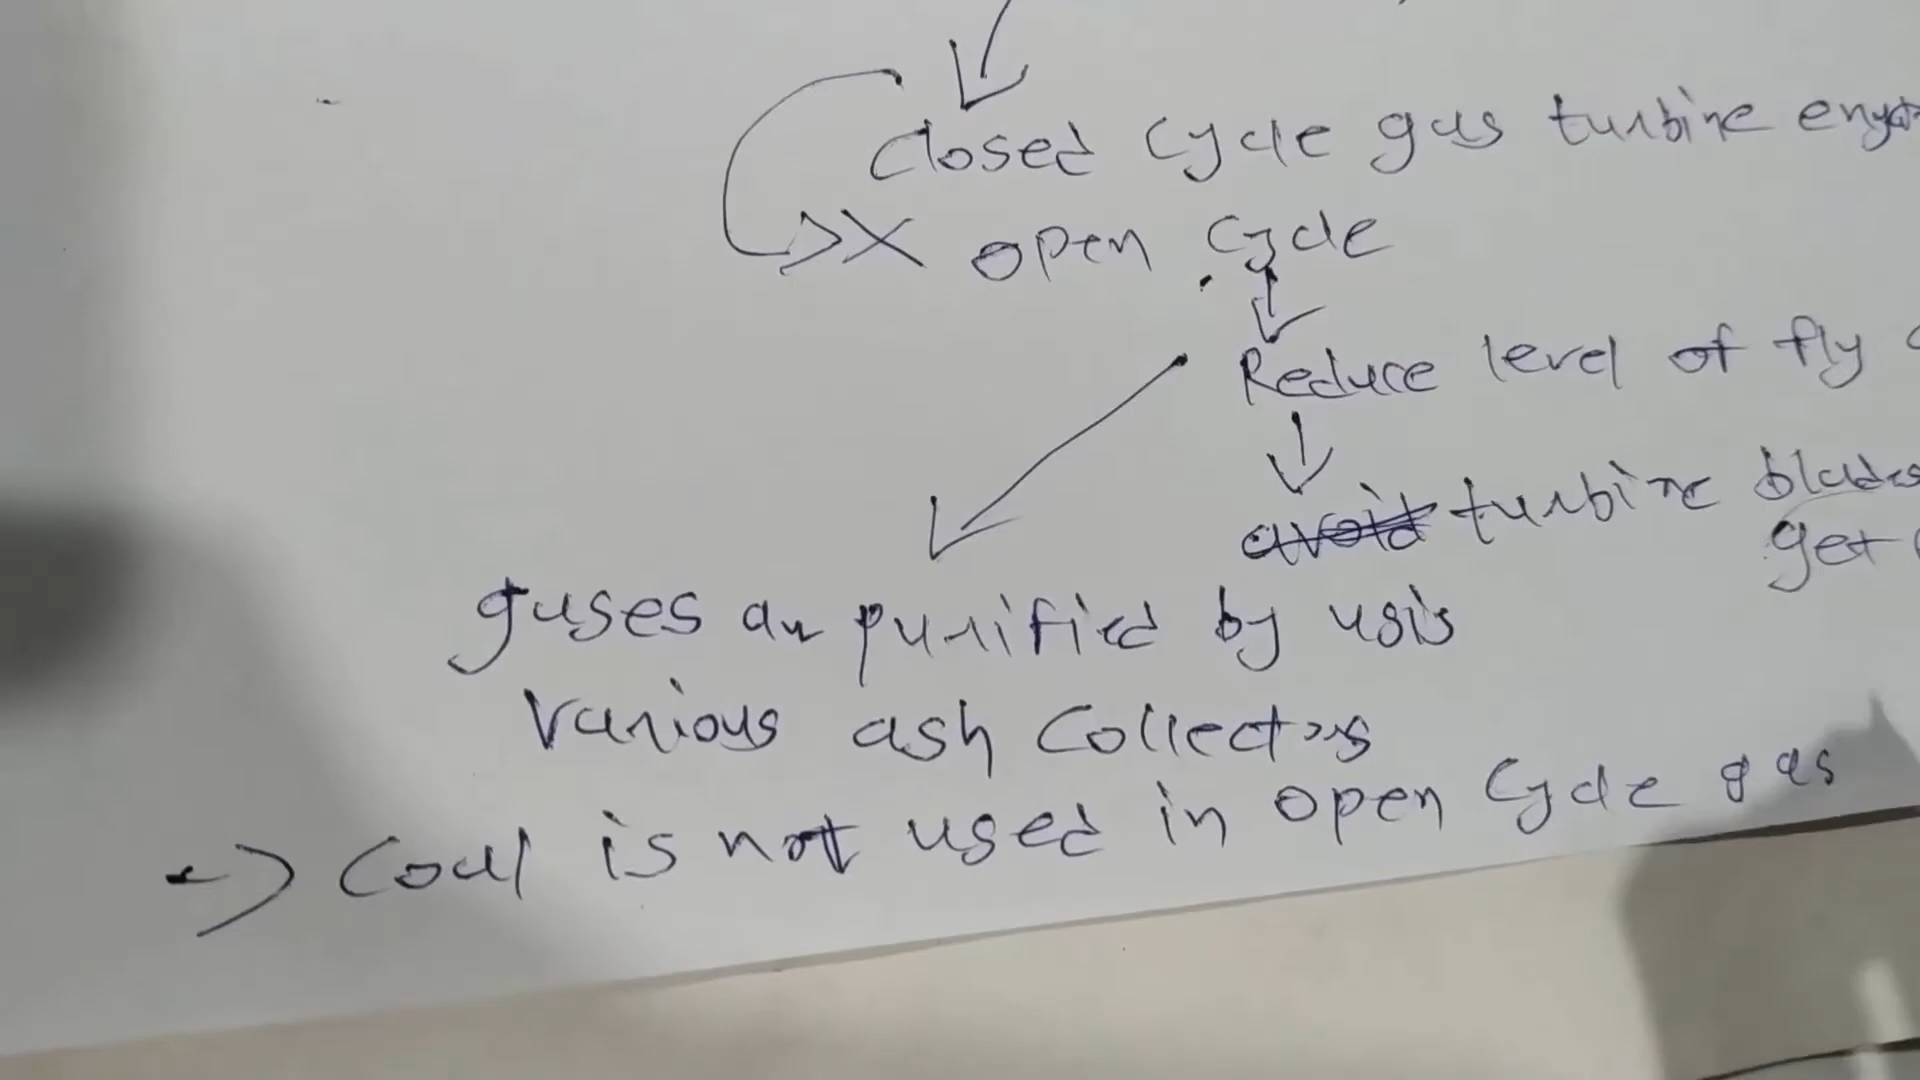 Closed Cycle gas turbine
X open cycle
Reduce level of fly
avoid turbine blades
get
gases are purified by using
various ash Collectors
-> Coal is not used in open Cycle gas